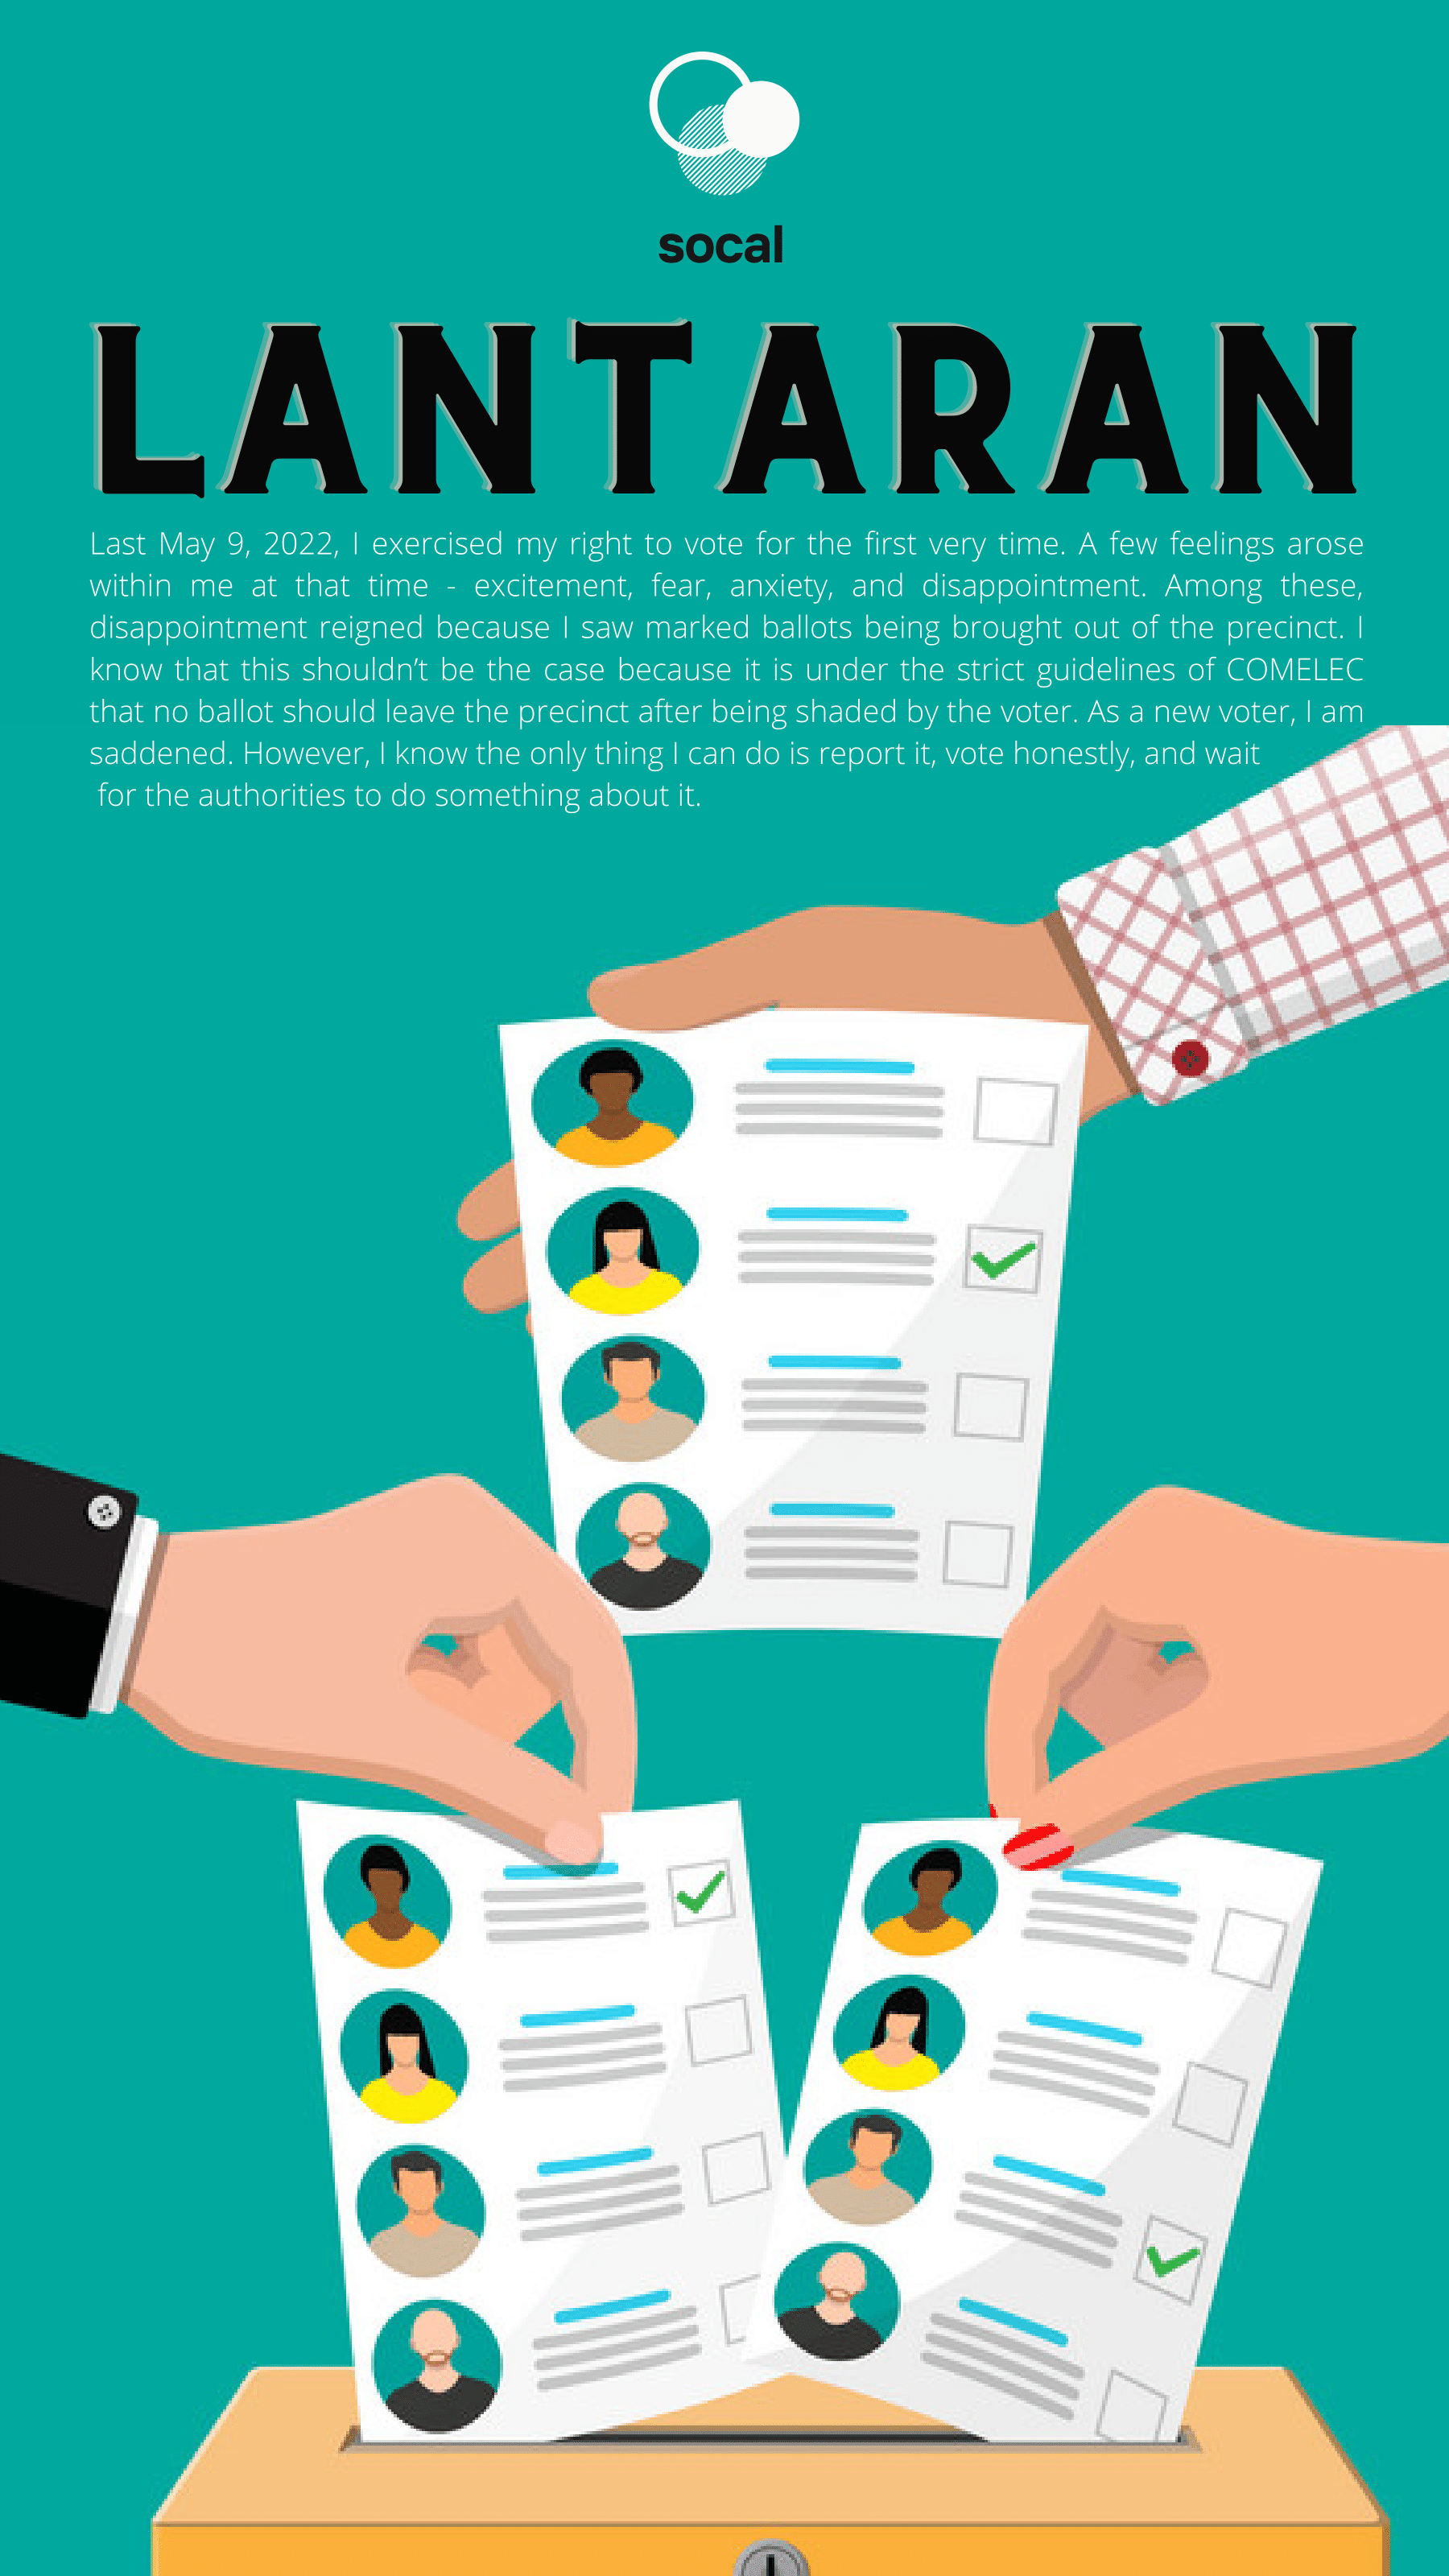 socal
LANTARAN
Last May 9, 2022, I exercised my right to vote for the first very time. A few feelings arose
within me at that time - excitement, fear, anxiety, and disappointment. Among these,
disappointment reigned because I saw marked ballots being brought out of the precinct. I
know that this shouldn’t be the case because it is under the strict guidelines of COMELEC
that no ballot should leave the precinct after being shaded by the voter. As a new voter, I am
saddened. However, I know the only thing I can do is report it, vote honestly, and wait
for the authorities to do something about it.